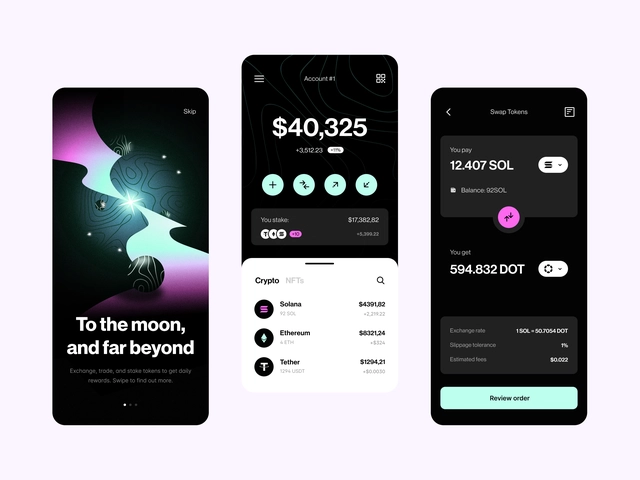 Skip
To the moon,
and far beyond
Exchange, trade, and stake tokens to get daily
rewards. Swipe to find out more.
Account #1
$40,325
+3,512.23 +11%
You stake: $17,382,82
+10 +5,399.22
Crypto NFTs
Solana $4391,82
92 SOL +2,219.22
Ethereum $8321,24
4 ETH +$324
Tether $1294,21
1294 USDT +$0.00,10
Swap Tokens
You pay
12.407 SOL
Balance: 92SOL
You get
594.832 DOT
Exchange rate 1 SOL = 50.7054 DOT
Slippage tolerance 1%
Estimated fees $0.022
Review order